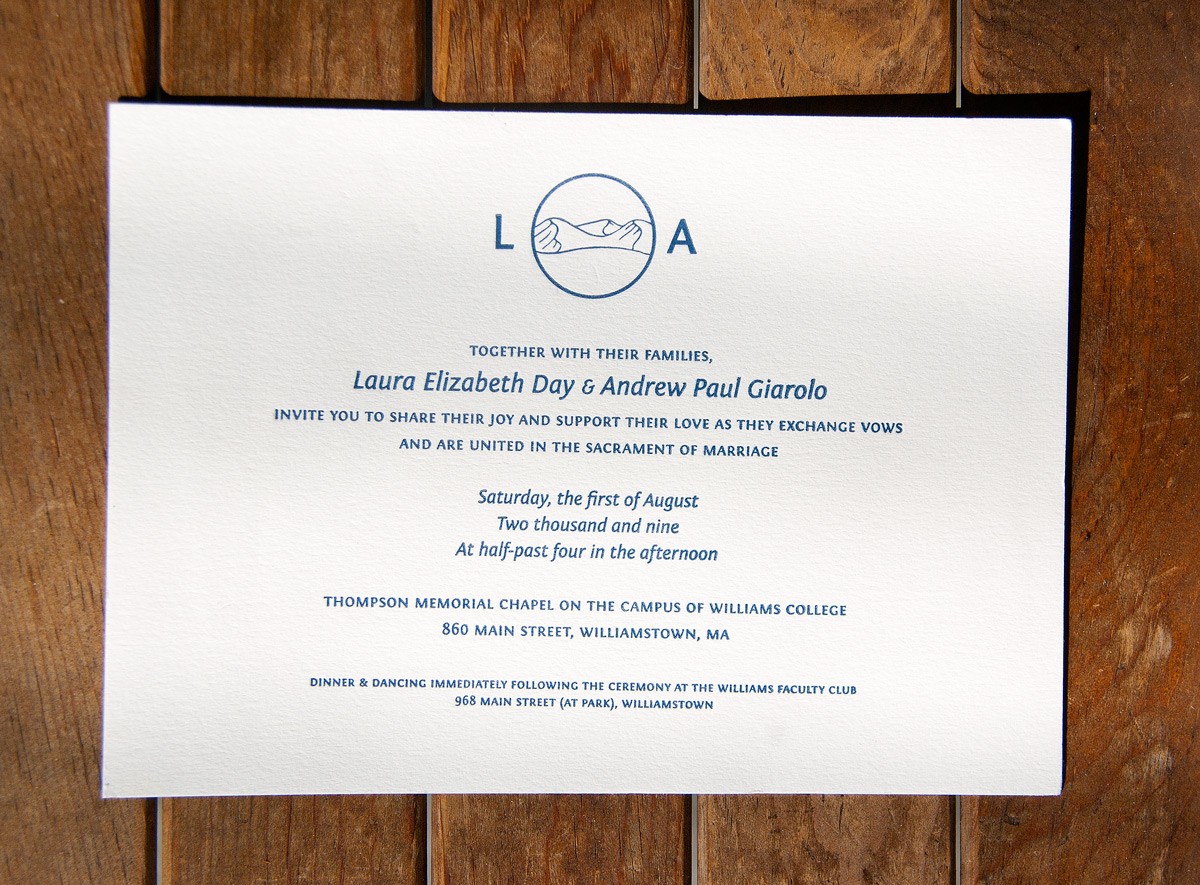 L A
TOGETHER WITH THEIR FAMILIES,
Laura Elizabeth Day & Andrew Paul Giarolo
INVITE YOU TO SHARE THEIR JOY AND SUPPORT THEIR LOVE AS THEY EXCHANGE VOWS
AND ARE UNITED IN THE SACRAMENT OF MARRIAGE
Saturday, the first of August
Two thousand and nine
At half-past four in the afternoon
THOMPSON MEMORIAL CHAPEL ON THE CAMPUS OF WILLIAMS COLLEGE
860 MAIN STREET, WILLIAMSTOWN, MA
DINNER & DANCING IMMEDIATELY FOLLOWING THE CEREMONY AT THE WILLIAMS FACULTY CLUB
968 MAIN STREET (AT PARK), WILLIAMSTOWN